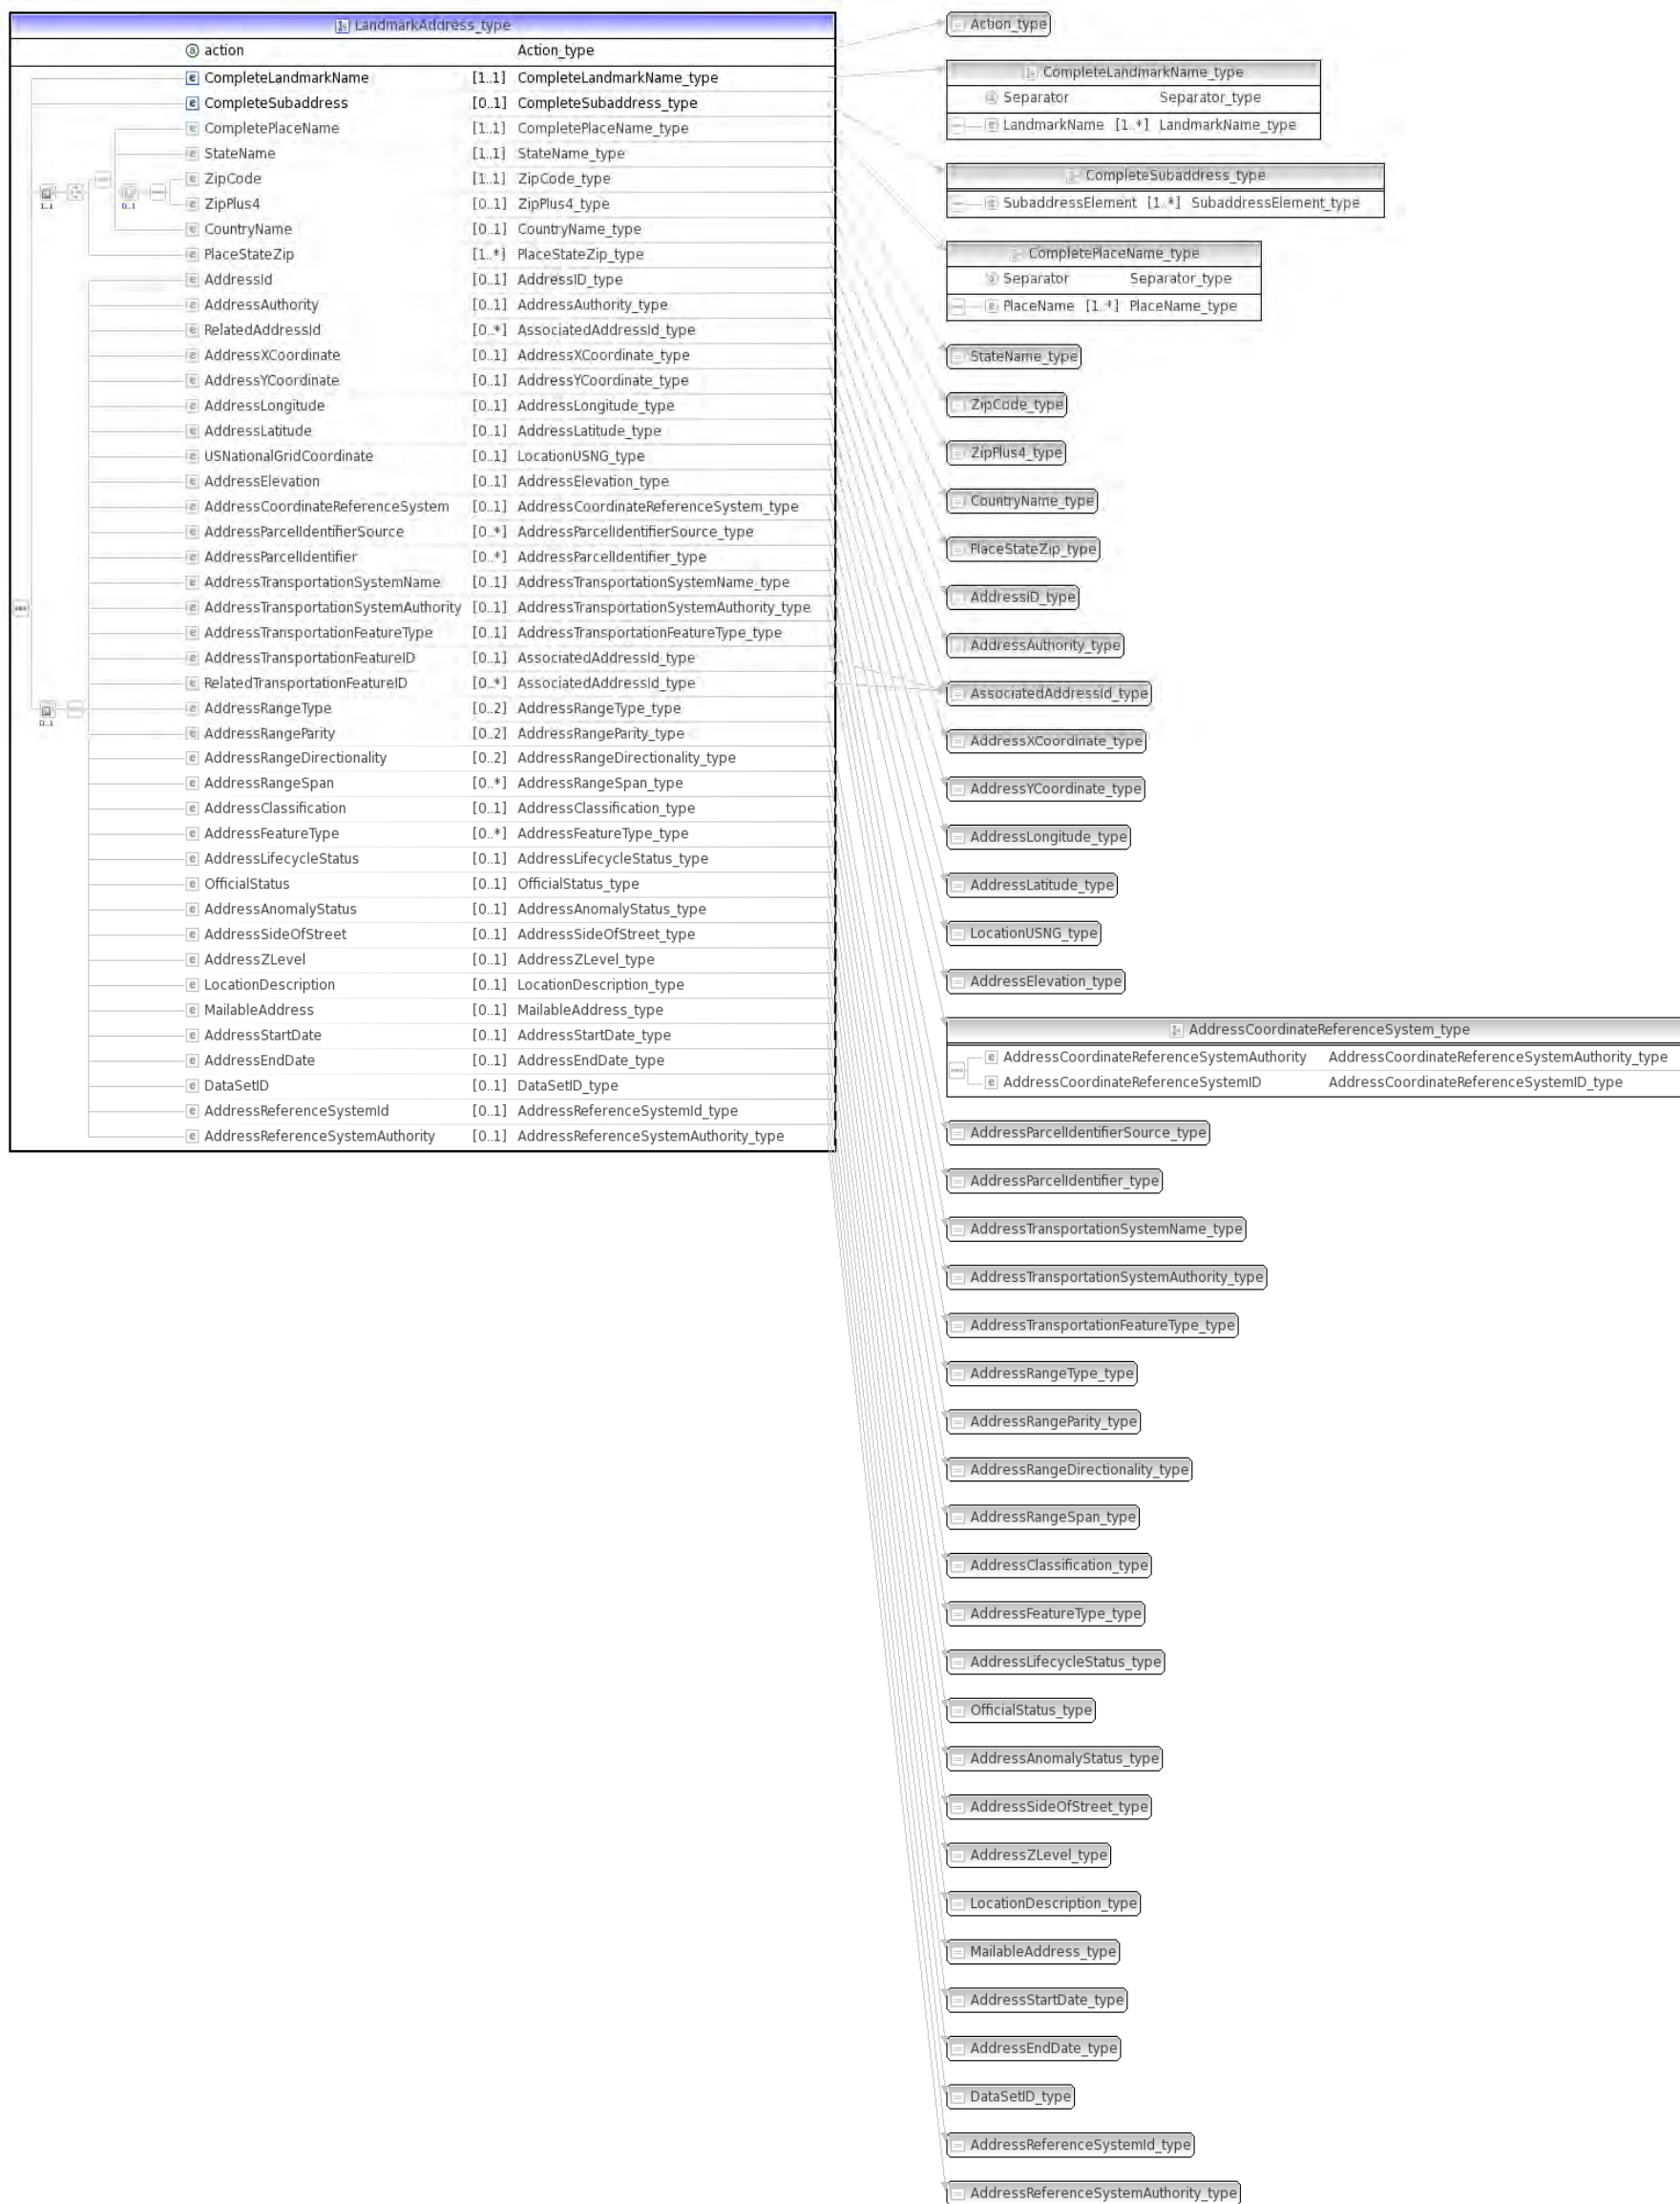 LandmarkAddress_type
action Action_type
CompleteLandmarkName [1..1] CompleteLandmarkName_type
CompleteSubaddress [0..1] CompleteSubaddress_type
CompletePlaceName [1..1] CompletePlaceName_type
StateName [1..1] StateName_type
ZipCode [1..1] ZipCode_type
ZipPlus4 [0..1] ZipPlus4_type
CountryName [0..1] CountryName_type
PlaceStateZip [1..*] PlaceStateZip_type
1..1
0..1
AddressId [0..1] AddressID_type
AddressAuthority [0..1] AddressAuthority_type
RelatedAddressId [0..*] AssociatedAddressId_type
AddressXCoordinate [0..1] AddressXCoordinate_type
AddressYCoordinate [0..1] AddressYCoordinate_type
AddressLongitude [0..1] AddressLongitude_type
AddressLatitude [0..1] AddressLatitude_type
USNationalGridCoordinate [0..1] LocationUSNG_type
AddressElevation [0..1] AddressElevation_type
AddressCoordinateReferenceSystem [0..1] AddressCoordinateReferenceSystem_type
AddressParcelIdentifierSource [0..*] AddressParcelIdentifierSource_type
AddressParcelIdentifier [0..*] AddressParcelIdentifier_type
AddressTransportationSystemName [0..1] AddressTransportationSystemName_type
AddressTransportationSystemAuthority [0..1] AddressTransportationSystemAuthority_type
AddressTransportationFeatureType [0..1] AddressTransportationFeatureType_type
AddressTransportationFeatureID [0..1] AssociatedAddressId_type
RelatedTransportationFeatureID [0..*] AssociatedAddressId_type
AddressRangeType [0..2] AddressRangeType_type
0..1
AddressRangeParity [0..2] AddressRangeParity_type
AddressRangeDirectionality [0..2] AddressRangeDirectionality_type
AddressRangeSpan [0..*] AddressRangeSpan_type
AddressClassification [0..1] AddressClassification_type
AddressFeatureType [0..*] AddressFeatureType_type
AddressLifecycleStatus [0..1] AddressLifecycleStatus_type
OfficialStatus [0..1] OfficialStatus_type
AddressAnomalyStatus [0..1] AddressAnomalyStatus_type
AddressSideOfStreet [0..1] AddressSideOfStreet_type
AddressZLevel [0..1] AddressZLevel_type
LocationDescription [0..1] LocationDescription_type
MailableAddress [0..1] MailableAddress_type
AddressStartDate [0..1] AddressStartDate_type
AddressEndDate [0..1] AddressEndDate_type
DataSetID [0..1] DataSetID_type
AddressReferenceSystemId [0..1] AddressReferenceSystemId_type
AddressReferenceSystemAuthority [0..1] AddressReferenceSystemAuthority_type
Action_type
CompleteLandmarkName_type
Separator Separator_type
LandmarkName [1..*] LandmarkName_type
CompleteSubaddress_type
SubaddressElement [1..*] SubaddressElement_type
CompletePlaceName_type
Separator Separator_type
PlaceName [1..*] PlaceName_type
StateName_type
ZipCode_type
ZipPlus4_type
CountryName_type
PlaceStateZip_type
AddressID_type
AddressAuthority_type
AssociatedAddressId_type
AddressXCoordinate_type
AddressYCoordinate_type
AddressLongitude_type
AddressLatitude_type
LocationUSNG_type
AddressElevation_type
AddressCoordinateReferenceSystem_type
AddressCoordinateReferenceSystemAuthority AddressCoordinateReferenceSystemAuthority_type
AddressCoordinateReferenceSystemID AddressCoordinateReferenceSystemID_type
AddressParcelIdentifierSource_type
AddressParcelIdentifier_type
AddressTransportationSystemName_type
AddressTransportationSystemAuthority_type
AddressTransportationFeatureType_type
AddressRangeType_type
AddressRangeParity_type
AddressRangeDirectionality_type
AddressRangeSpan_type
AddressClassification_type
AddressFeatureType_type
AddressLifecycleStatus_type
OfficialStatus_type
AddressAnomalyStatus_type
AddressSideOfStreet_type
AddressZLevel_type
LocationDescription_type
MailableAddress_type
AddressStartDate_type
AddressEndDate_type
DataSetID_type
AddressReferenceSystemId_type
AddressReferenceSystemAuthority_type